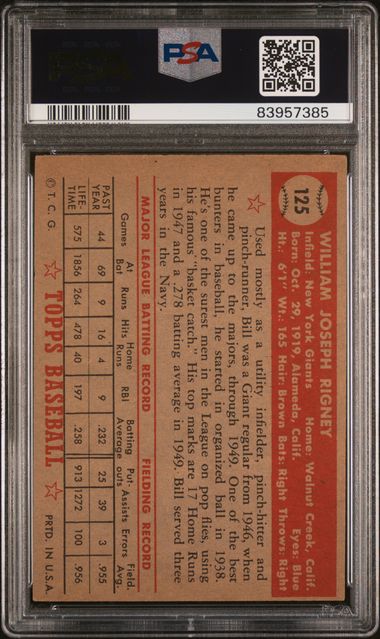 PSA
83957385
125
WILLIAM JOSEPH RIGNEY
Infield: New York Giants Home: Walnut Creek, Calif.
Born: Oct. 29, 1919, Alameda, Calif. Eyes: Blue
Ht.: 6'1" Wt.: 165 Hair: Brown Bats: Right Throws: Right
Used mostly as a utility infielder, pinch-hitter and
pinch-runner, Bill was a Giant regular from 1946, when
he came up to the majors, through 1949. One of the best
bunters in baseball, he started in organized ball in 1938.
He's one of the surest men in the League on pop flies, using
his famous "basket catch." His top marks are 17 Home Runs
in 1947 and a .278 batting average in 1949. Bill served three
years in the Navy.
MAJOR LEAGUE BATTING RECORD FIELDING RECORD
Games At Bat Runs Hits Home Runs RBI Batting Average Put- outs Assists Errors Field. Avg.
PAST YEAR 44 69 9 16 4 9 .232 25 39 3 .955
LIFE- TIME 575 1856 264 478 40 197 .258 913 1272 100 .956
© T. C. G. TOPPS BASEBALL PRTD. IN U.S.A.